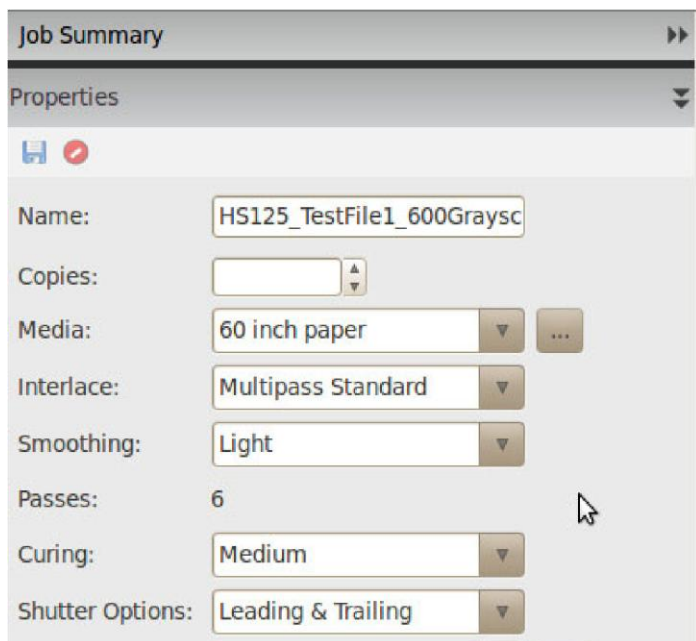 Job Summary
Properties
Name: HS125_TestFile1_600Graysc
Copies:
Media: 60 inch paper ...
Interlace: Multipass Standard
Smoothing: Light
Passes: 6
Curing: Medium
Shutter Options: Leading & Trailing